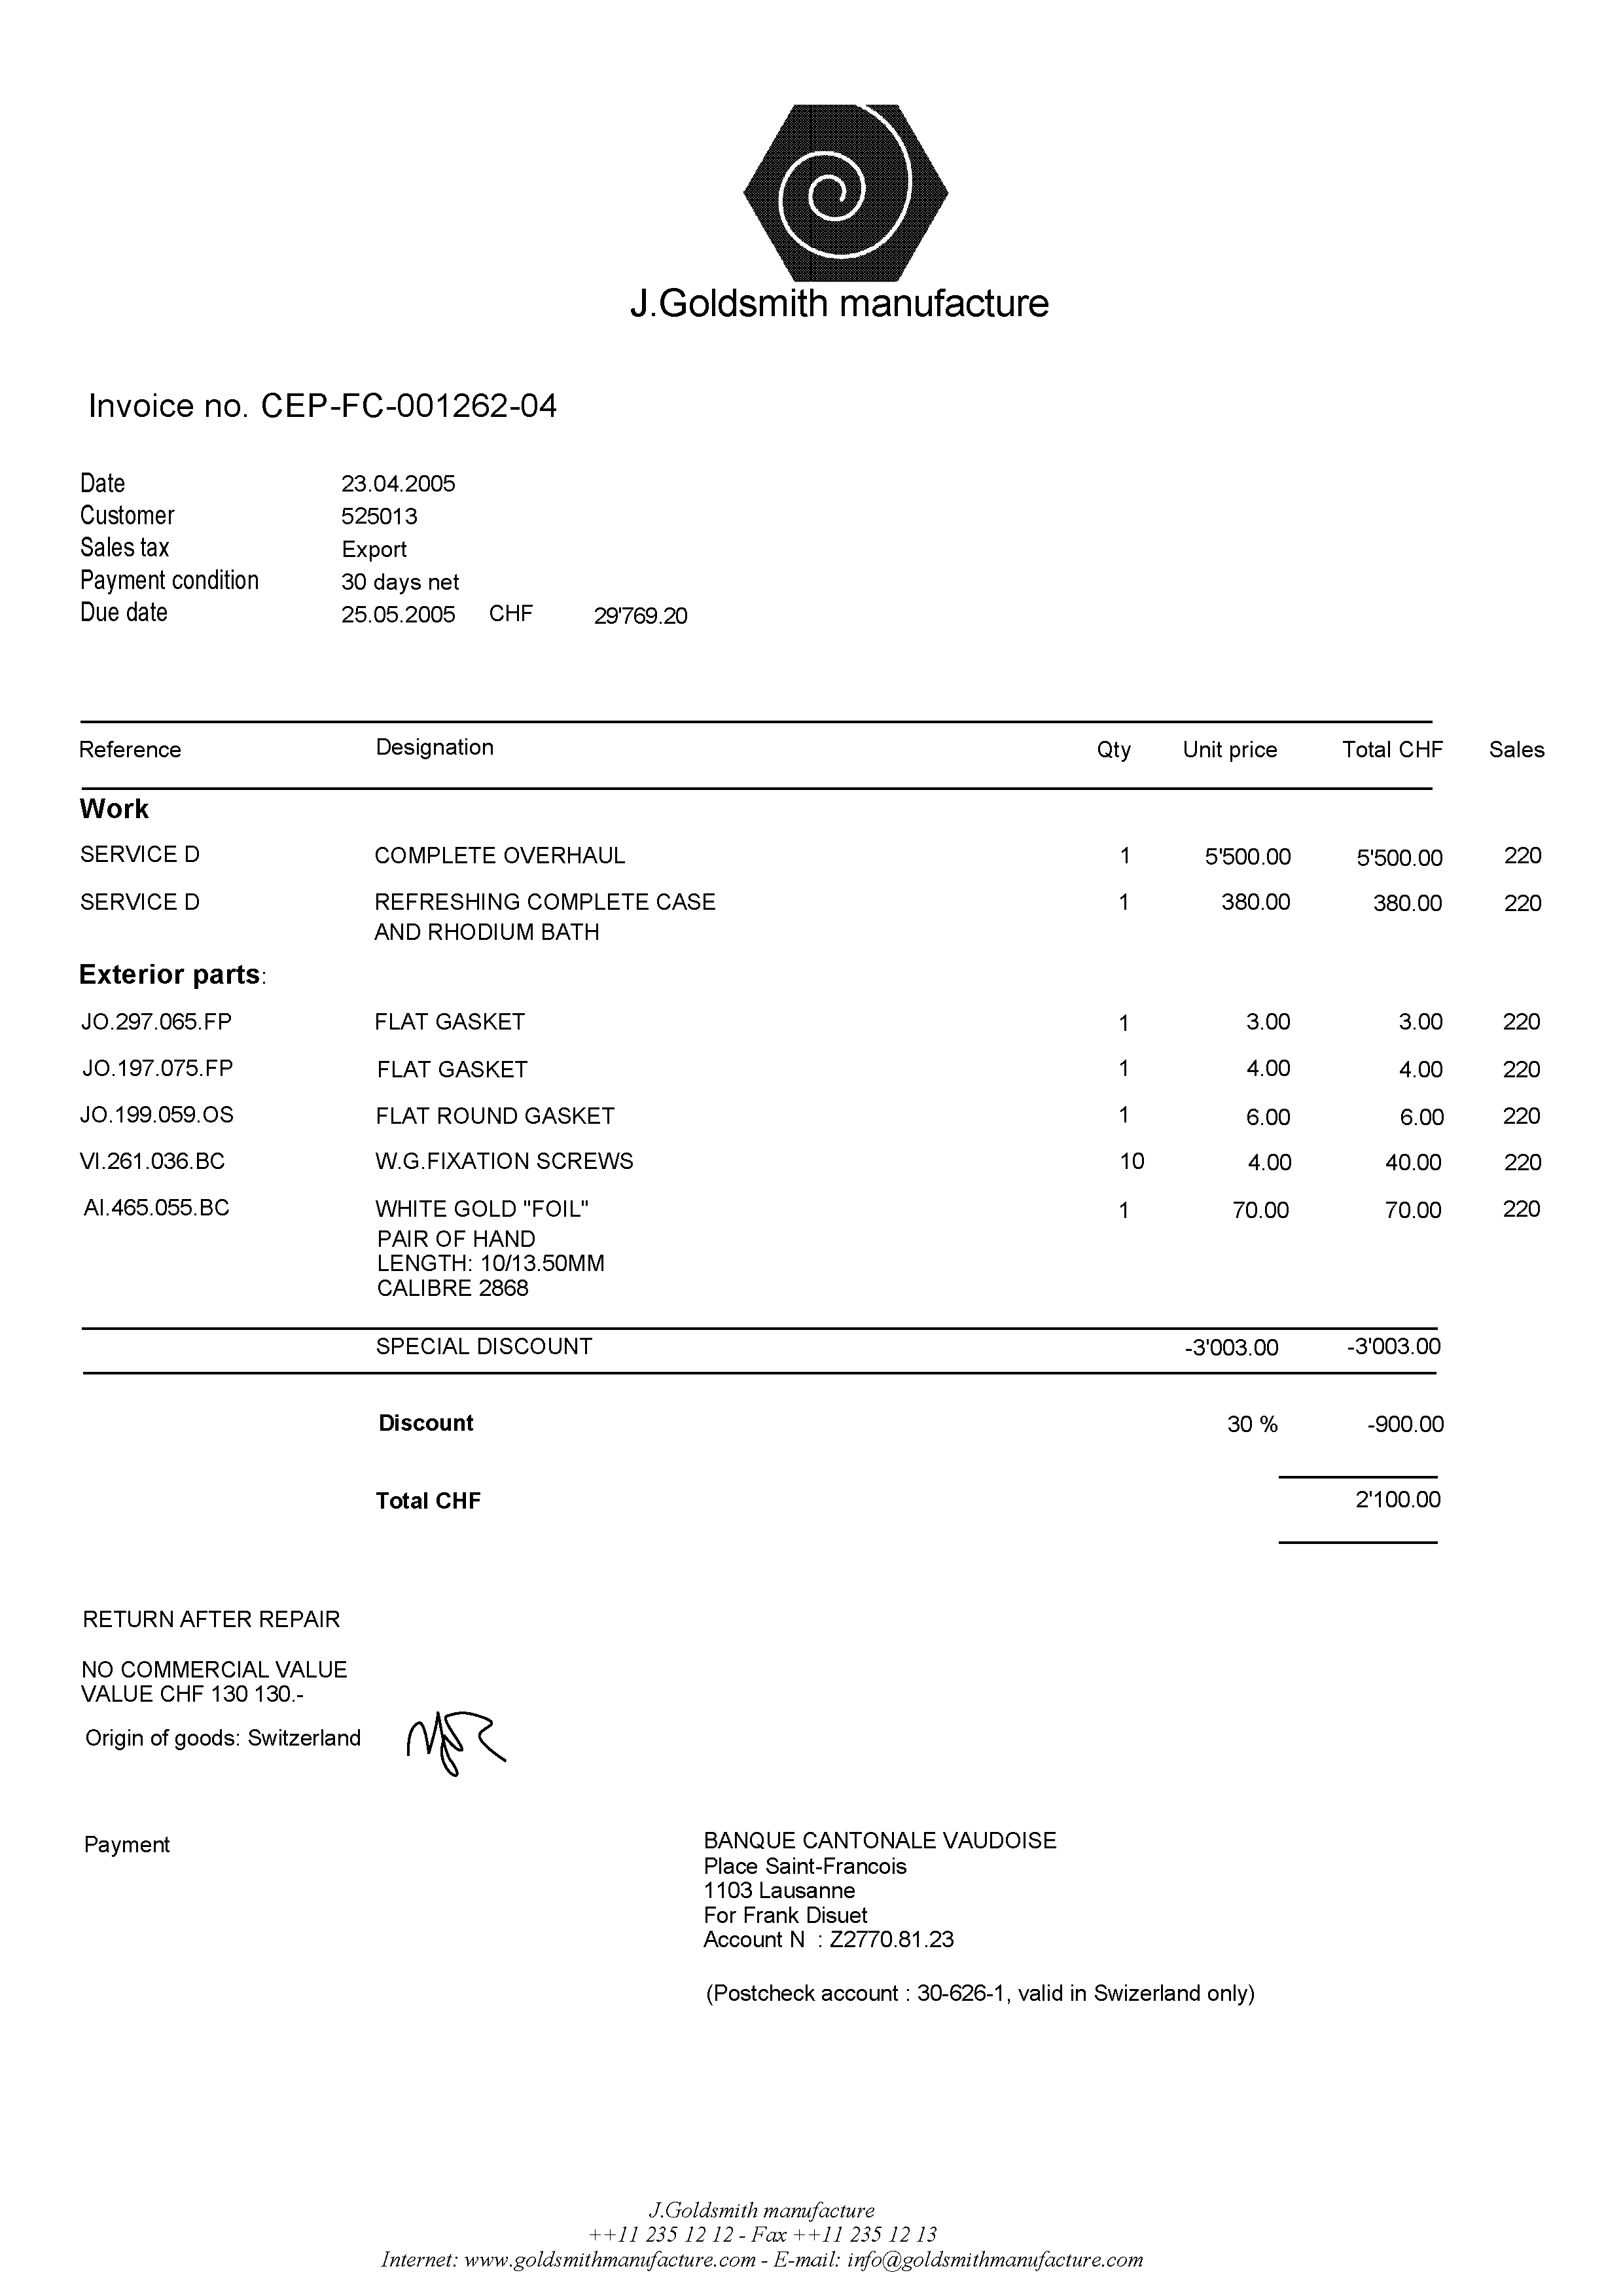 J.Goldsmith manufacture
Invoice no. CEP-FC-001262-04
Date 23.04.2005
Customer 525013
Sales tax Export
Payment condition 30 days net
Due date 25.05.2005 CHF 29'769.20
Reference Designation Qty Unit price Total CHF Sales
Work
SERVICE D COMPLETE OVERHAUL 1 5'500.00 5'500.00 220
SERVICE D REFRESHING COMPLETE CASE 1 380.00 380.00 220
AND RHODIUM BATH
Exterior parts:
JO.297.065.FP FLAT GASKET 1 3.00 3.00 220
JO.197.075.FP FLAT GASKET 1 4.00 4.00 220
JO.199.059.OS FLAT ROUND GASKET 1 6.00 6.00 220
VI.261.036.BC W.G.FIXATION SCREWS 10 4.00 40.00 220
AI.465.055.BC WHITE GOLD "FOIL" 1 70.00 70.00 220
PAIR OF HAND
LENGTH: 10/13.50MM
CALIBRE 2868
SPECIAL DISCOUNT -3'003.00 -3'003.00
Discount 30 % -900.00
Total CHF 2'100.00
RETURN AFTER REPAIR
NO COMMERCIAL VALUE
VALUE CHF 130 130.-
Origin of goods: Switzerland
Payment BANQUE CANTONALE VAUDOISE
Place Saint-Francois
1103 Lausanne
For Frank Disuet
Account N : Z2770.81.23
(Postcheck account : 30-626-1, valid in Swizerland only)
J.Goldsmith manufacture
++11 235 12 12 - Fax ++11 235 12 13
Internet: www.goldsmithmanufacture.com - E-mail: info@goldsmithmanufacture.com